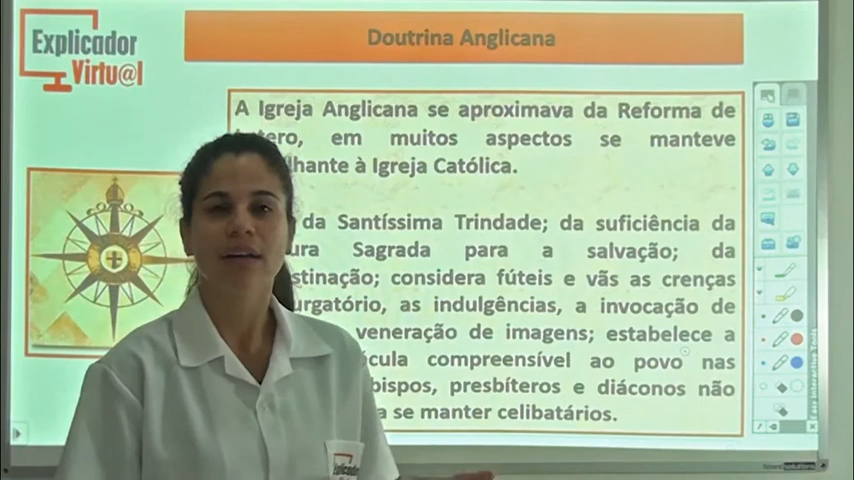 Explicador
Virtu@l
Doutrina Anglicana
A Igreja Anglicana se aproximava da Reforma de
tero, em muitos aspectos se manteve
lhante à Igreja Católica.
da Santíssima Trindade; da suficiência da
ura Sagrada para a salvação; da
stinação; considera fúteis e vãs as crenças
urgatório, as indulgências, a invocação de
veneração de imagens; estabelece a
cula compreensível ao povo nas
bispos, presbíteros e diáconos não
a se manter celibatários.
Explicador